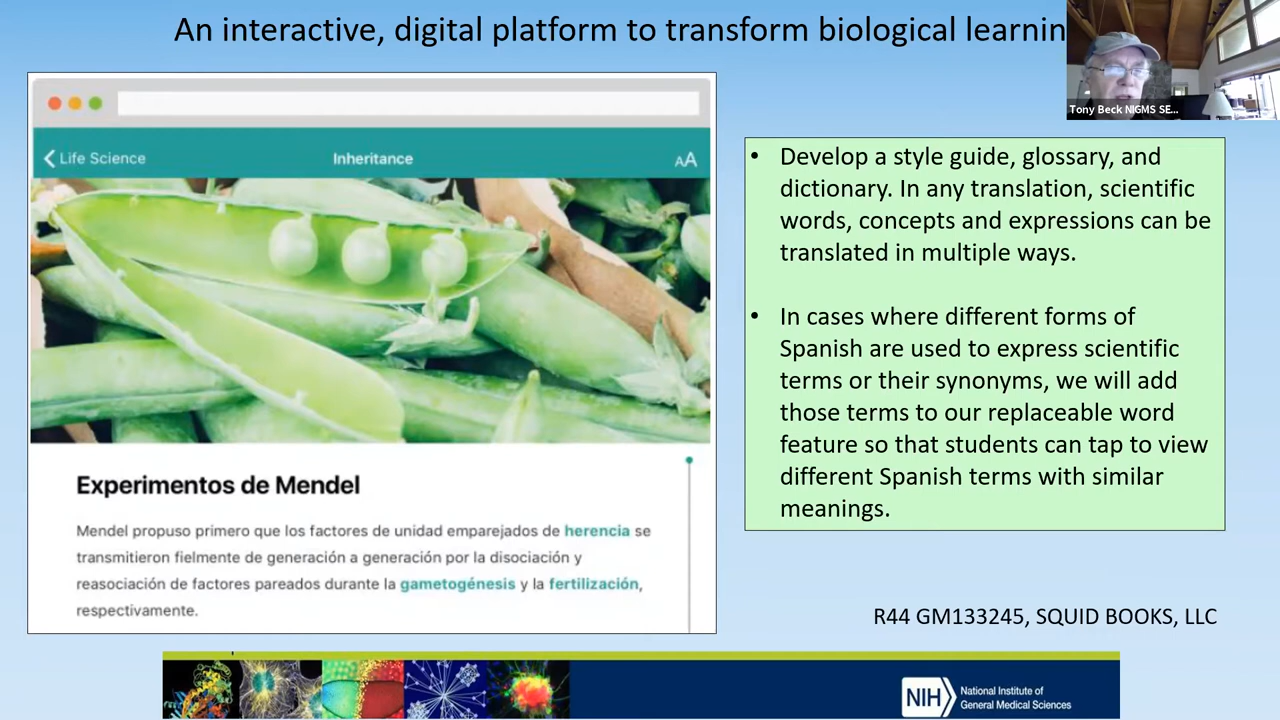 An interactive, digital platform to transform biological learnin
Tony Beck NIGMS SE...
Life Science
Inheritance
AA
Experimentos de Mendel
Mendel propuso primero que los factores de unidad emparejados de herencia se
transmitieron fielmente de generación a generación por la disociación y
reasociación de factores pareados durante la gametogénesis y la fertilización,
respectivamente.
• Develop a style guide, glossary, and
dictionary. In any translation, scientific
words, concepts and expressions can be
translated in multiple ways.
• In cases where different forms of
Spanish are used to express scientific
terms or their synonyms, we will add
those terms to our replaceable word
feature so that students can tap to view
different Spanish terms with similar
meanings.
R44 GM133245, SQUID BOOKS, LLC
NIH
National Institute of
General Medical Sciences